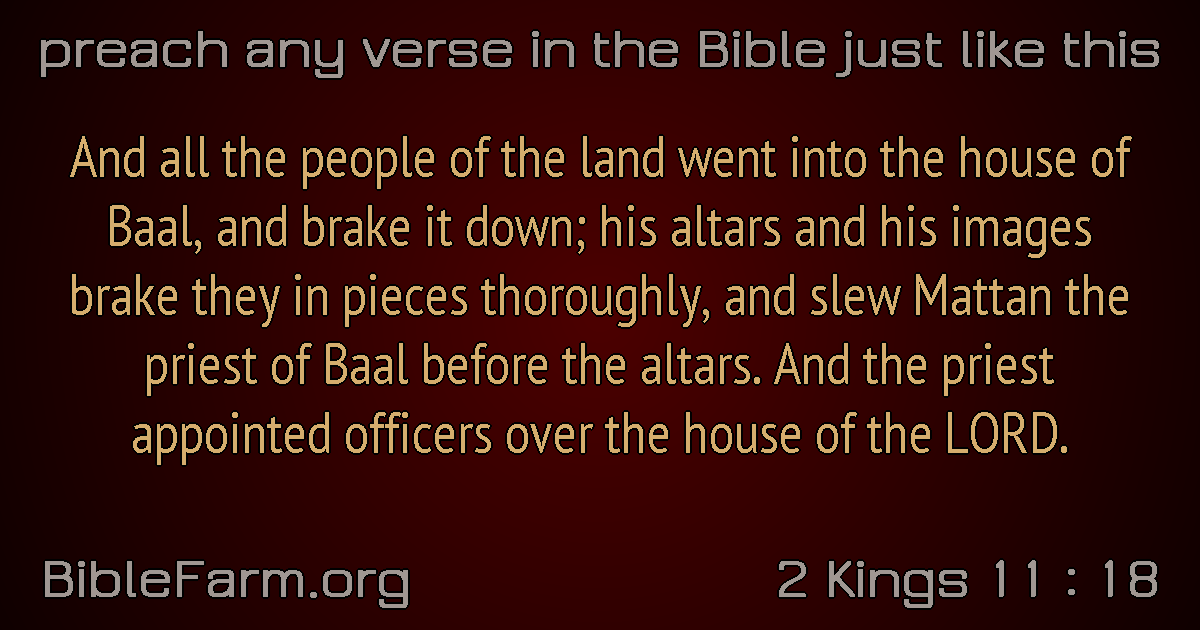 preach any verse in the Bible just like this
And all the people of the land went into the house of
Baal, and brake it down; his altars and his images
brake they in pieces thoroughly, and slew Mattan the
priest of Baal before the altars. And the priest
appointed officers over the house of the LORD.
BibleFarm.org
2 Kings 11 : 18